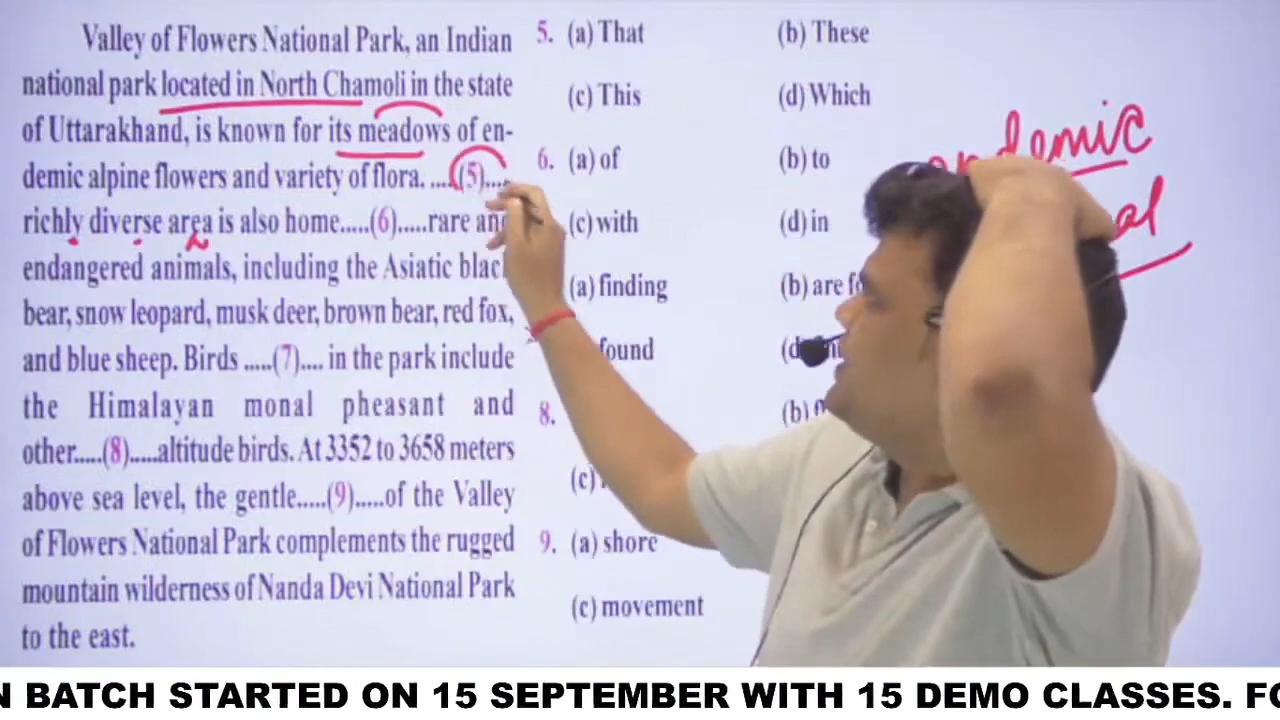 Valley of Flowers National Park, an Indian
national park located in North Chamoli in the state
of Uttarakhand, is known for its meadows of en-
demic alpine flowers and variety of flora. ....(5)....
richly diverse area is also home.....(6).....rare and
endangered animals, including the Asiatic black
bear, snow leopard, musk deer, brown bear, red fox,
and blue sheep. Birds .....(7).... in the park include
the Himalayan monal pheasant and
other.....(8).....altitude birds. At 3352 to 3658 meters
above sea level, the gentle.....(9).....of the Valley
of Flowers National Park complements the rugged
mountain wilderness of Nanda Devi National Park
to the east.
5. (a) That (b) These
(c) This (d) Which
6. (a) of (b) to
(c) with (d) in
(a) finding (b) are
found (d)
8. (b)
(c)
9. (a) shore
(c) movement
endemic
N BATCH STARTED ON 15 SEPTEMBER WITH 15 DEMO CLASSES. FO